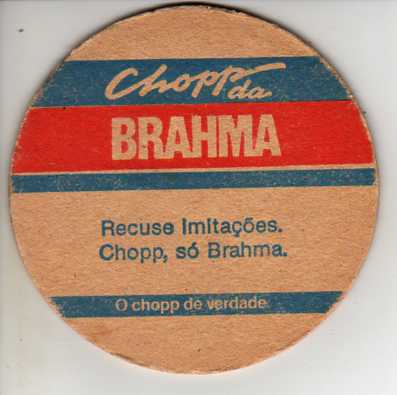 Chopp
da
BRAHMA
Recuse Imitações.
Chopp, só Brahma.
O chopp de verdade.